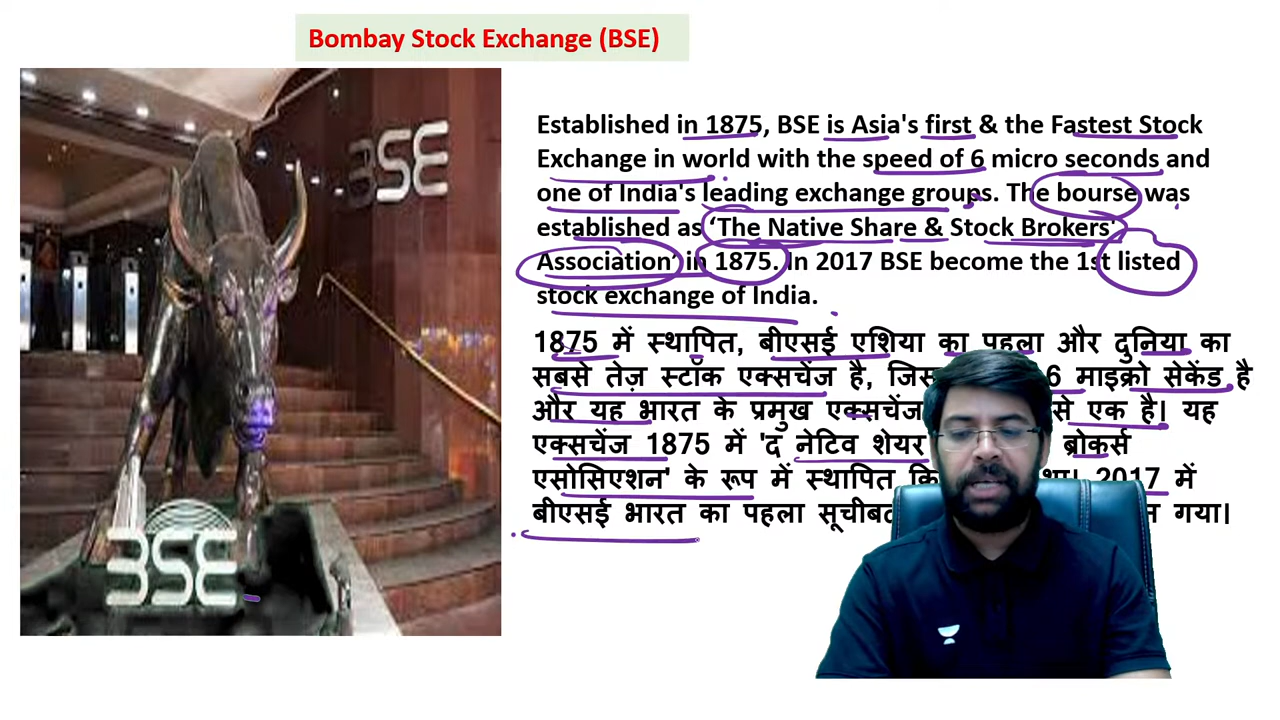 Bombay Stock Exchange (BSE)
BSE
Established in 1875, BSE is Asia's first & the Fastest Stock
Exchange in world with the speed of 6 micro seconds and
one of India's leading exchange groups. The bourse was
established as ‘The Native Share & Stock Brokers'
Association’ in 1875. In 2017 BSE become the 1st listed
stock exchange of India.
1875 में स्थापित, बीएसई एशिया का पहला और दुनिया का
सबसे तेज़ स्टॉक एक्सचेंज है, 6 माइक्रो सेकेंड है
और यह भारत के प्रमुख एक्सचेंज से एक है। यह
एक्सचेंज 1875 में 'द नेटिव शेयर ब्रोकर्स
एसोसिएशन' के रूप में स्थापित था। 2017 में
बीएसई भारत का पहला गया।
BSE